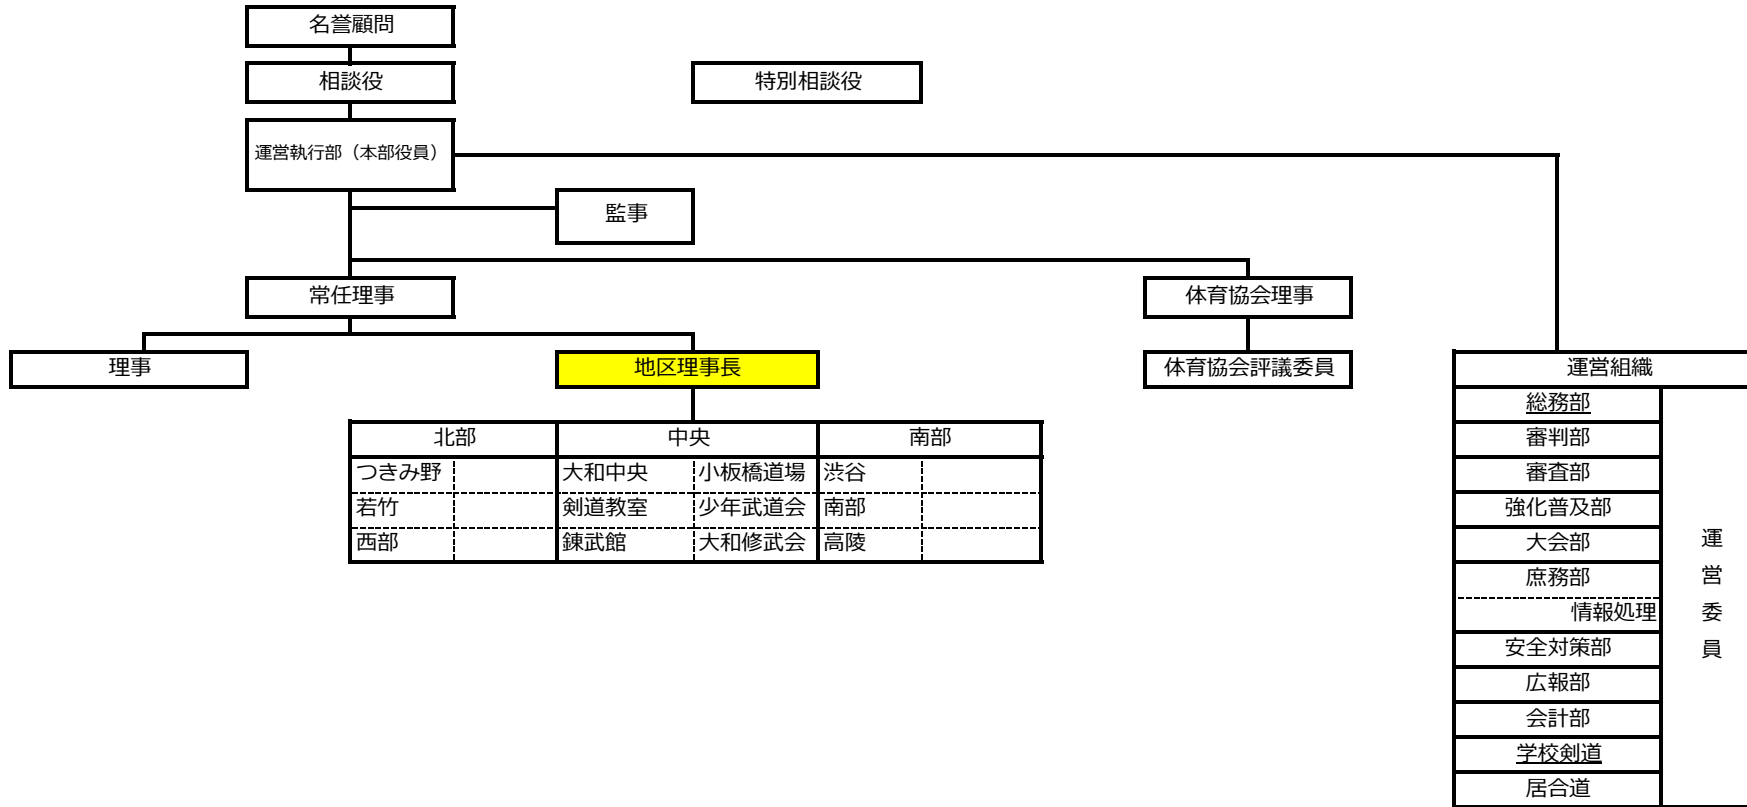 名誉顧問
相談役
特別相談役
運営執行部（本部役員）
監事
常任理事
体育協会理事
理事
地区理事長
体育協会評議委員
運営組織
北部 中央 南部
つきみ野 大和中央 小板橋道場 渋谷
若竹 剣道教室 少年武道会 南部
西部 錬武館 大和修武会 高陵
総務部
審判部
審査部
強化普及部
大会部
庶務部
情報処理
安全対策部
広報部
会計部
学校剣道
居合道
運営委員